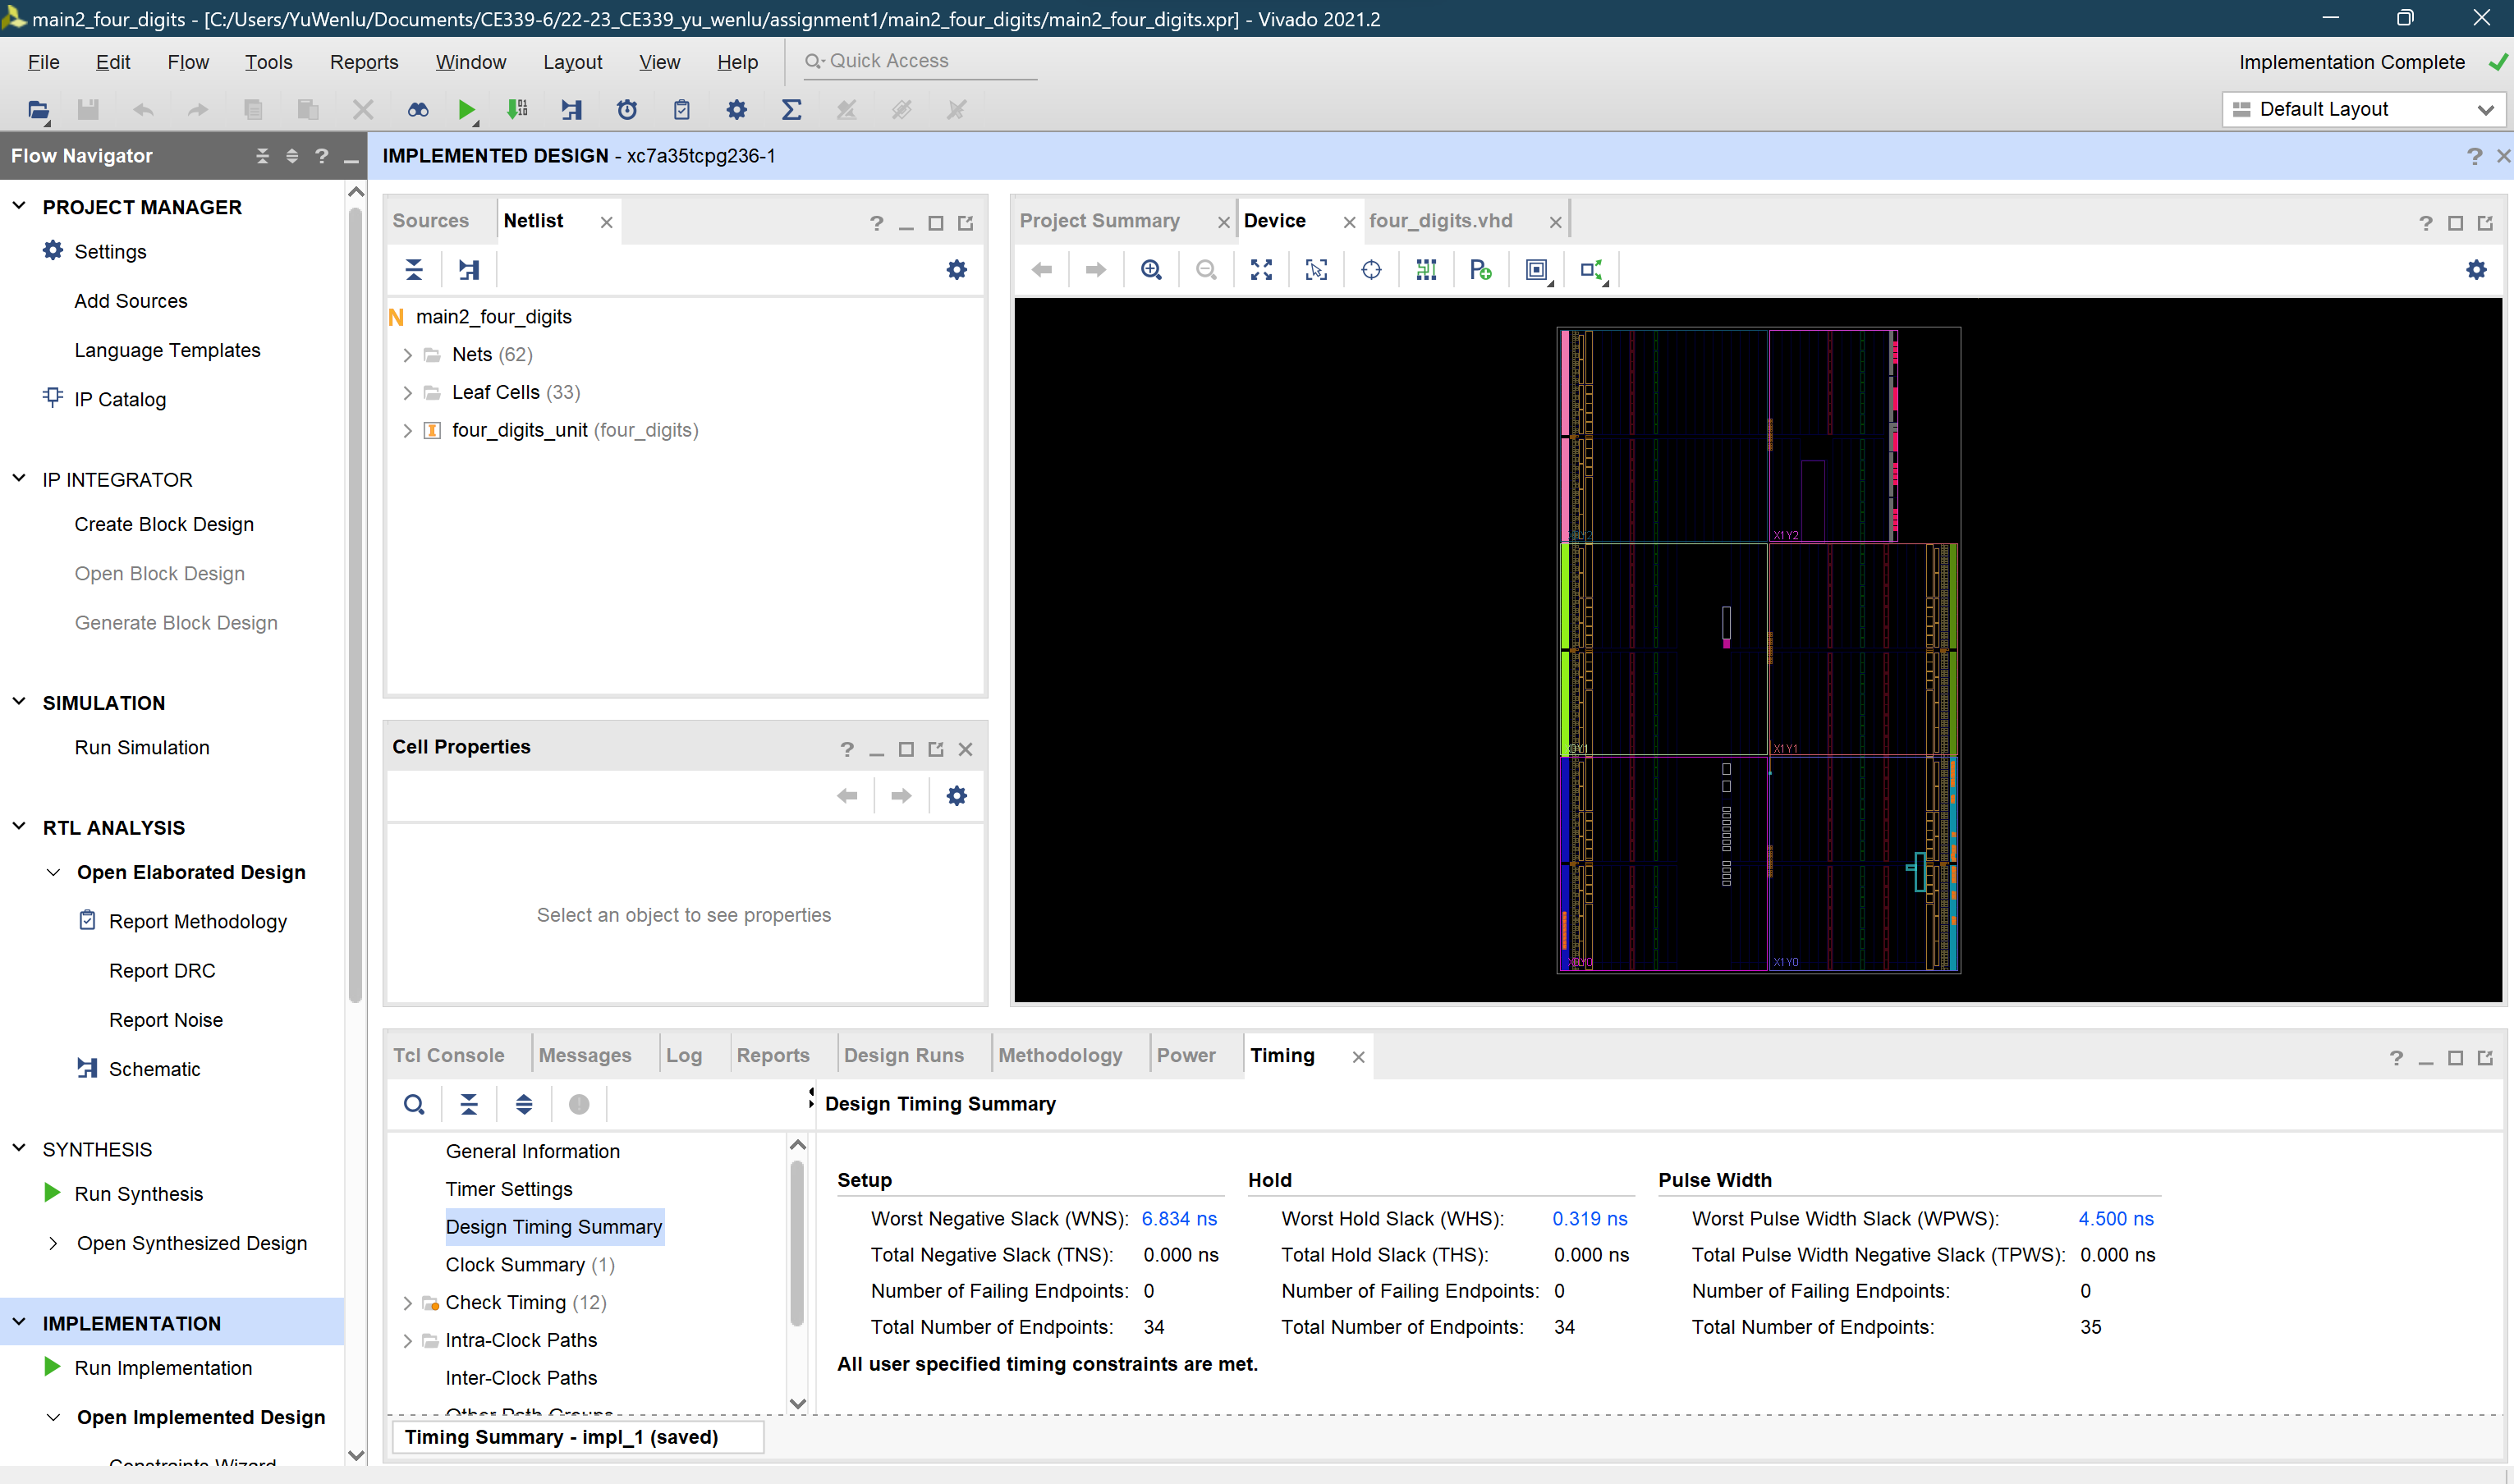 main2_four_digits - [C:/Users/YuWenlu/Documents/CE339-6/22-23_CE339_yu_wenlu/assignment1/main2_four_digits/main2_four_digits.xpr] - Vivado 2021.2
File Edit Flow Tools Reports Window Layout View Help Quick Access Implementation Complete
Default Layout
Flow Navigator
IMPLEMENTED DESIGN - xc7a35tcpg236-1
PROJECT MANAGER
Settings
Add Sources
Language Templates
IP Catalog
IP INTEGRATOR
Create Block Design
Open Block Design
Generate Block Design
SIMULATION
Run Simulation
RTL ANALYSIS
Open Elaborated Design
Report Methodology
Report DRC
Report Noise
Schematic
SYNTHESIS
Run Synthesis
Open Synthesized Design
IMPLEMENTATION
Run Implementation
Open Implemented Design
Constraints Wizard
Sources Netlist
N main2_four_digits
Nets (62)
Leaf Cells (33)
four_digits_unit (four_digits)
Cell Properties
Select an object to see properties
Project Summary Device four_digits.vhd
X1Y2
X1Y1
X1Y0
Tcl Console Messages Log Reports Design Runs Methodology Power Timing
General Information
Timer Settings
Design Timing Summary
Clock Summary (1)
Check Timing (12)
Intra-Clock Paths
Inter-Clock Paths
Other Path Groups
Timing Summary - impl_1 (saved)
Design Timing Summary
Setup Hold Pulse Width
Worst Negative Slack (WNS): 6.834 ns Worst Hold Slack (WHS): 0.319 ns Worst Pulse Width Slack (WPWS): 4.500 ns
Total Negative Slack (TNS): 0.000 ns Total Hold Slack (THS): 0.000 ns Total Pulse Width Negative Slack (TPWS): 0.000 ns
Number of Failing Endpoints: 0 Number of Failing Endpoints: 0 Number of Failing Endpoints: 0
Total Number of Endpoints: 34 Total Number of Endpoints: 34 Total Number of Endpoints: 35
All user specified timing constraints are met.